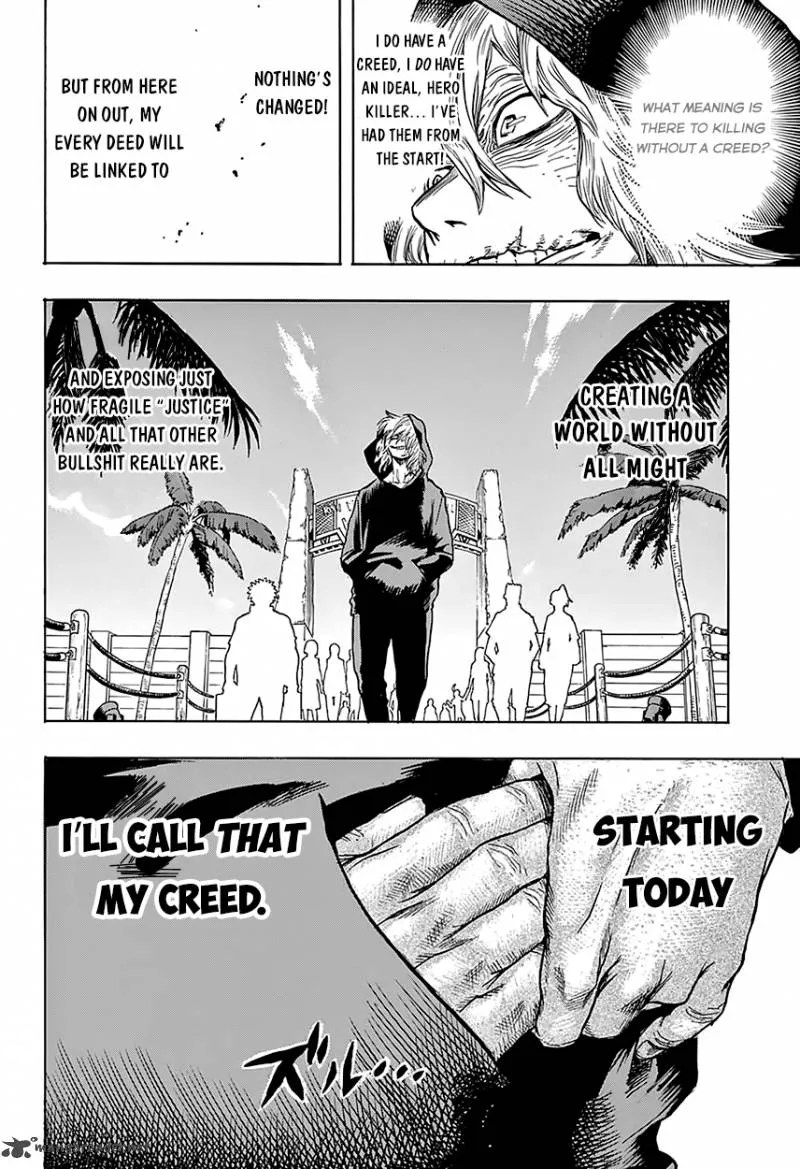 WHAT MEANING IS
THERE TO KILLING
WITHOUT A CREED?
I DO HAVE A
CREED, I DO HAVE
AN IDEAL, HERO
KILLER... I'VE
HAD THEM FROM
THE START!
NOTHING'S
CHANGED!
BUT FROM HERE
ON OUT, MY
EVERY DEED WILL
BE LINKED TO
CREATING A
WORLD WITHOUT
ALL MIGHT
AND EXPOSING JUST
HOW FRAGILE "JUSTICE"
AND ALL THAT OTHER
BULLSHIT REALLY ARE.
STARTING
TODAY
I'LL CALL THAT
MY CREED.
ズル...